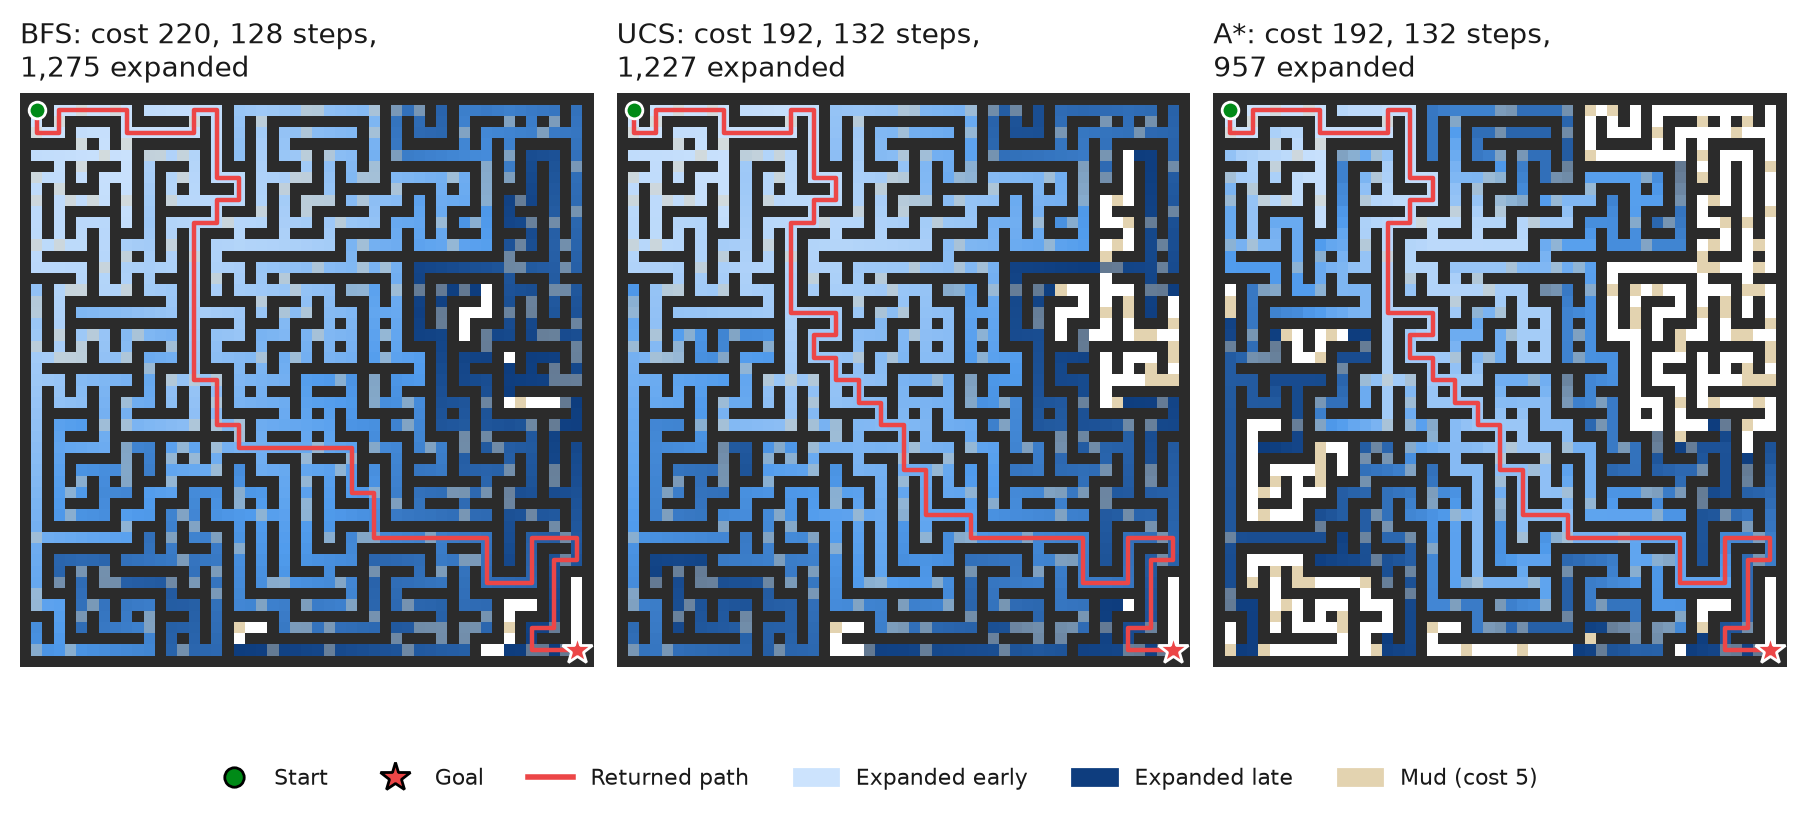 BFS: cost 220, 128 steps,
1,275 expanded
UCS: cost 192, 132 steps,
1,227 expanded
A*: cost 192, 132 steps,
957 expanded
Start
Goal
Returned path
Expanded early
Expanded late
Mud (cost 5)